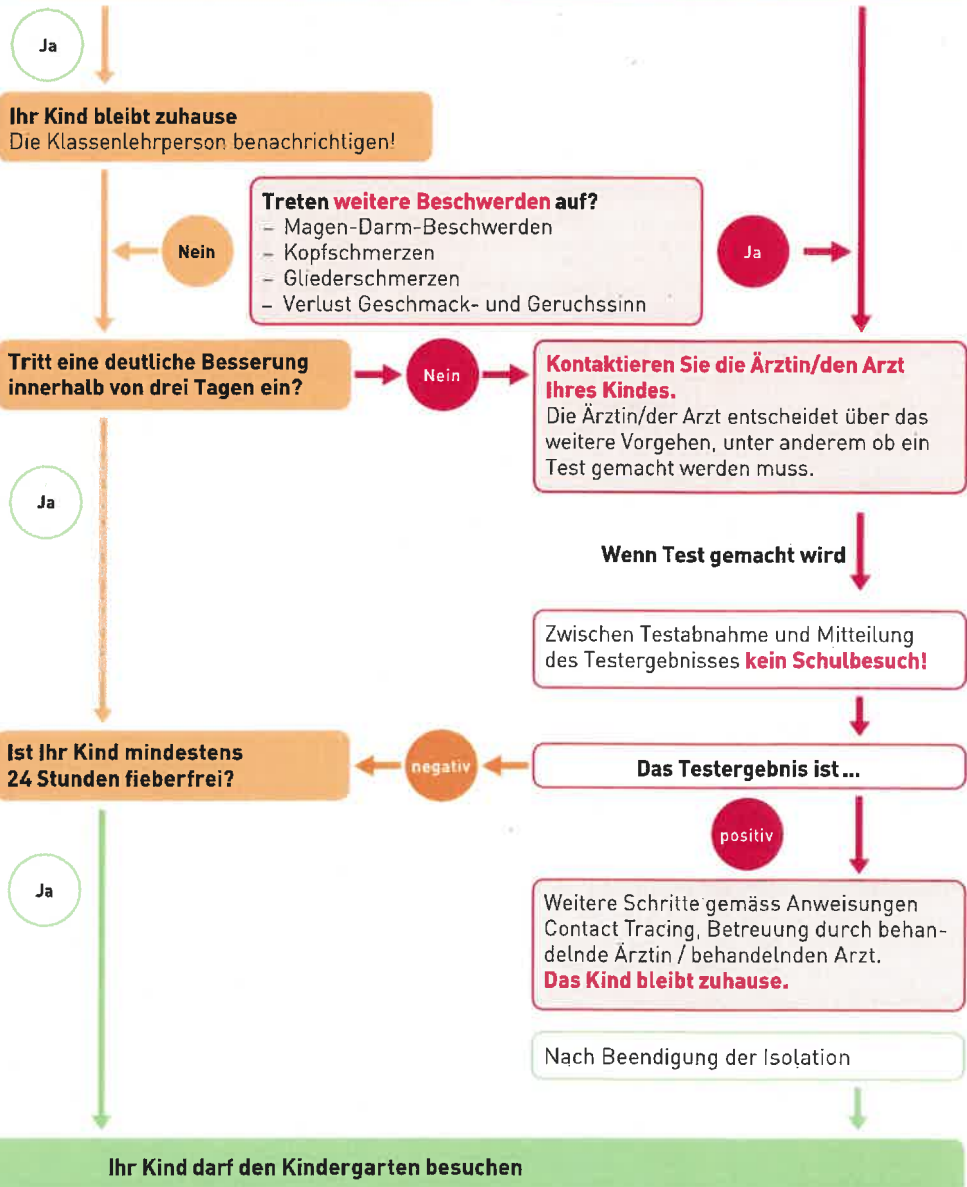 Ja
Ihr Kind bleibt zuhause
Die Klassenlehrperson benachrichtigen!
Treten weitere Beschwerden auf?
– Magen-Darm-Beschwerden
– Kopfschmerzen
– Gliederschmerzen
– Verlust Geschmack- und Geruchssinn
Nein
Ja
Tritt eine deutliche Besserung
innerhalb von drei Tagen ein?
Nein
Kontaktieren Sie die Ärztin/den Arzt
Ihres Kindes.
Die Ärztin/der Arzt entscheidet über das
weitere Vorgehen, unter anderem ob ein
Test gemacht werden muss.
Ja
Wenn Test gemacht wird
Zwischen Testabnahme und Mitteilung
des Testergebnisses kein Schulbesuch!
Ist Ihr Kind mindestens
24 Stunden fieberfrei?
negativ
Das Testergebnis ist ...
positiv
Ja
Weitere Schritte gemäss Anweisungen
Contact Tracing, Betreuung durch behan-
delnde Ärztin / behandelnden Arzt.
Das Kind bleibt zuhause.
Nach Beendigung der Isolation
Ihr Kind darf den Kindergarten besuchen